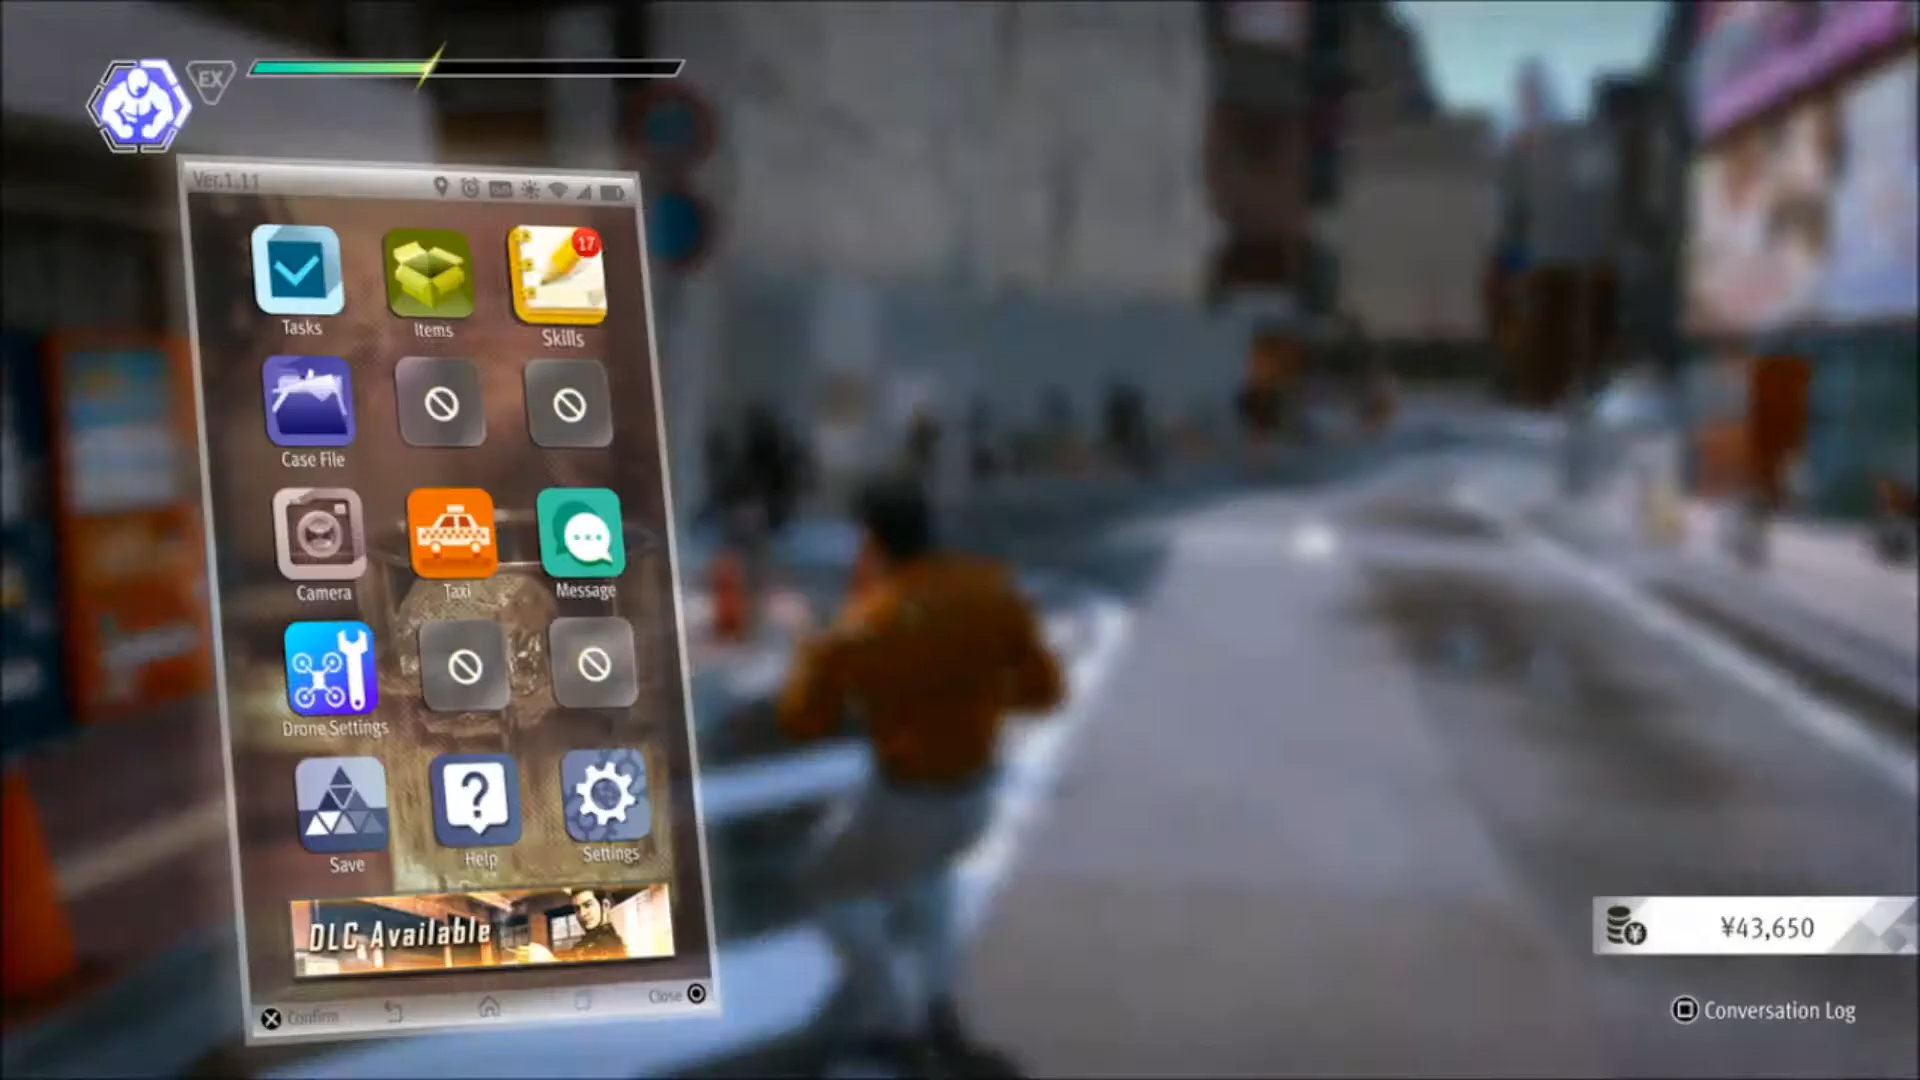 EX
Ver.1.11
17
Tasks
Items
Skills
Case File
Camera
Taxi
Message
Drone Settings
Save
Help
Settings
DLC Available
Confirm
Close
¥43,650
Conversation Log